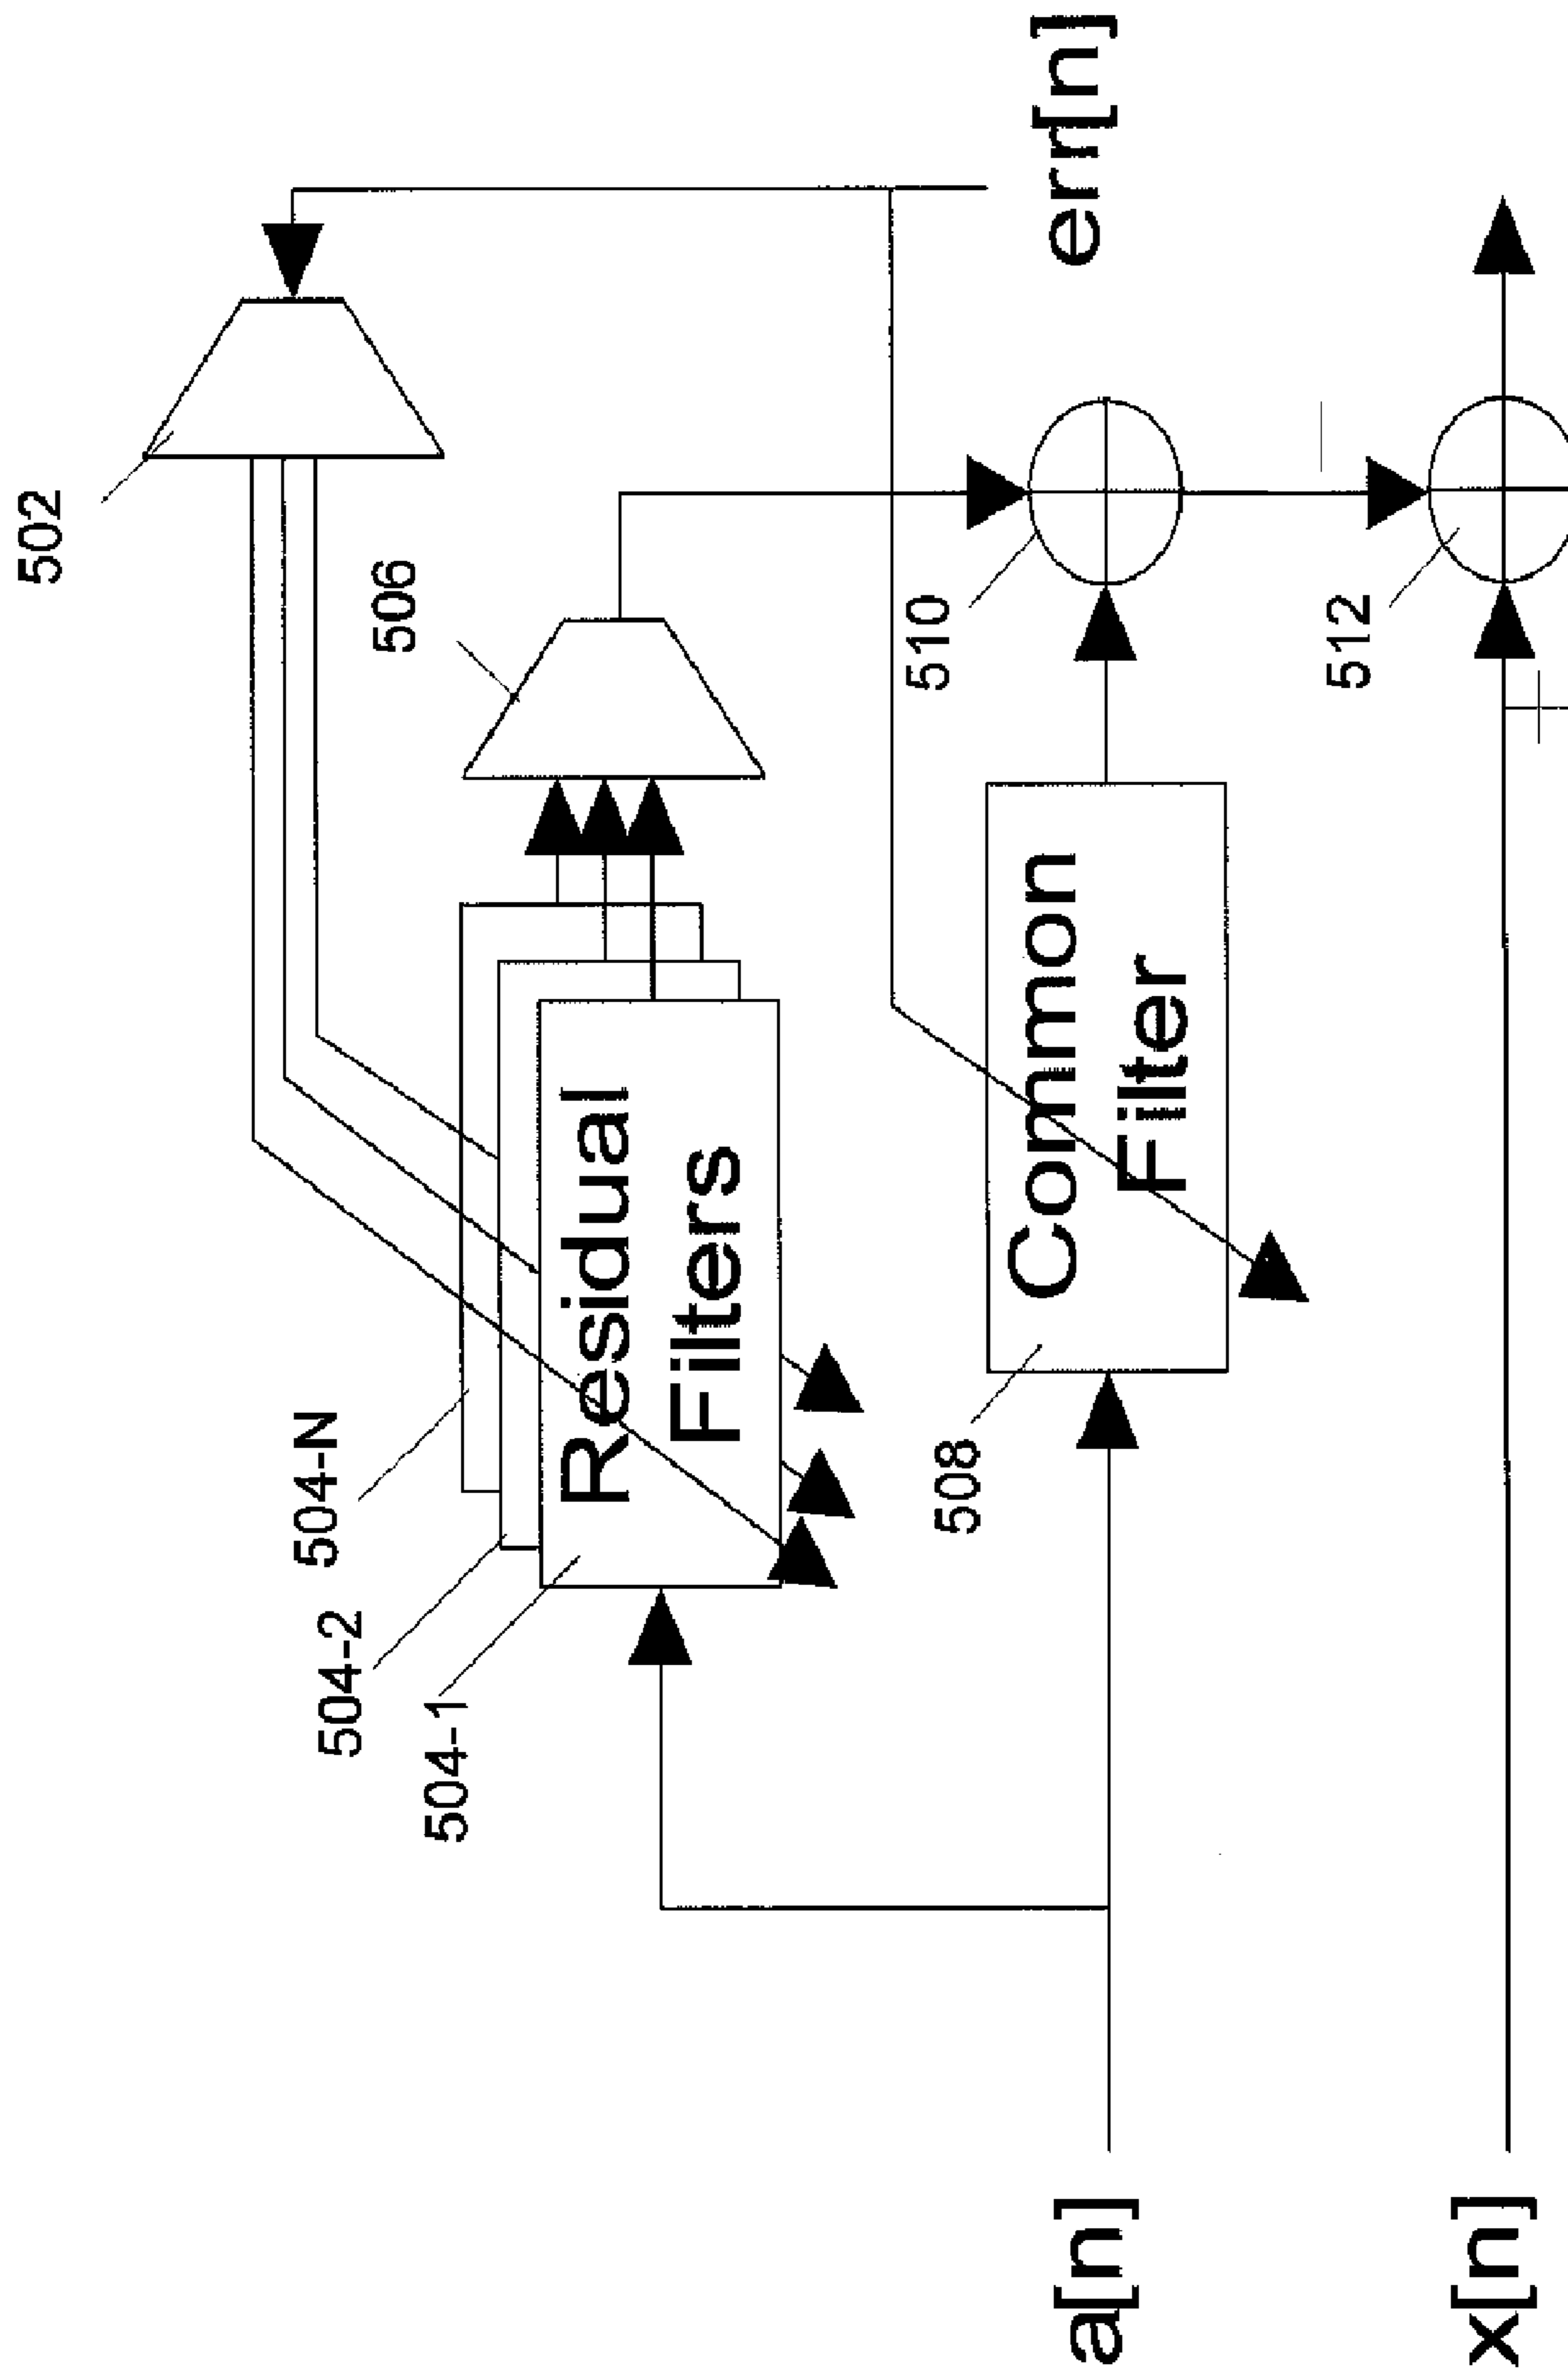 502
506
504-N
504-2
504-1
Residual
Filters
err[n]
510
508
Common
Filter
a[n]
512
x[n]